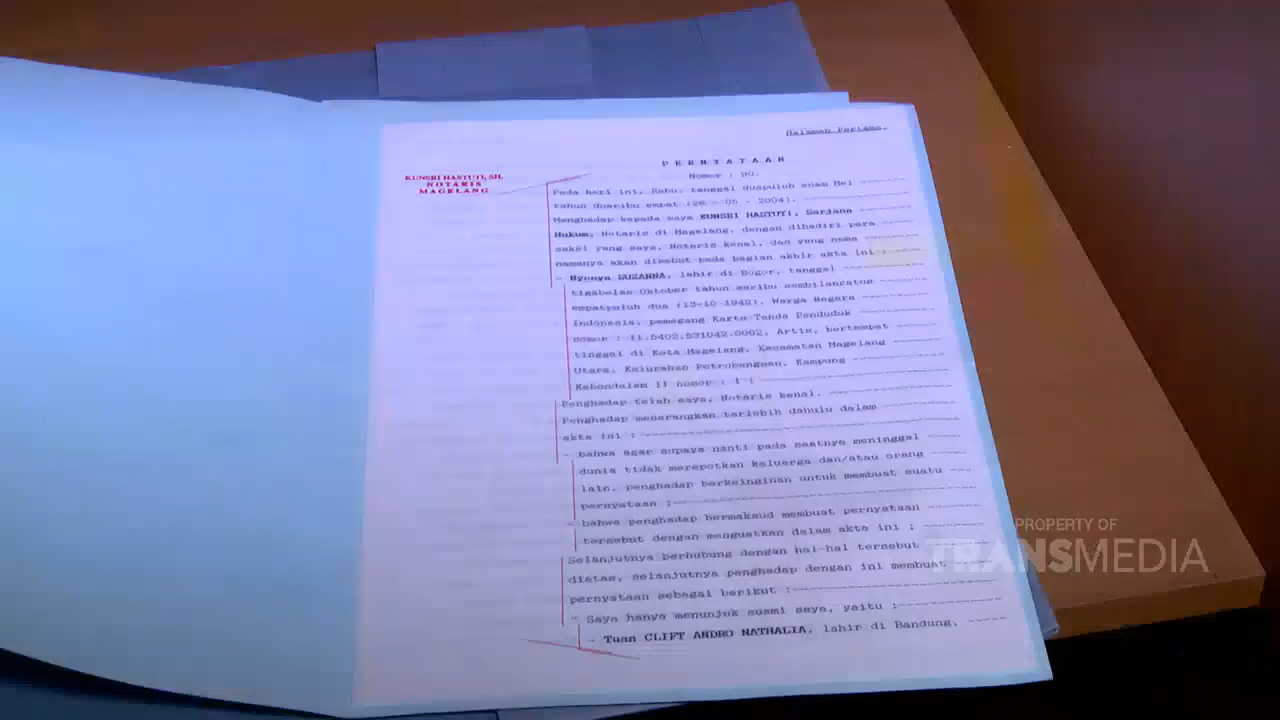 Halaman Pertama.
KUNSRI HASTUTI, SH.
NOTARIS
MAGELANG
P E R N Y A T A A N
Nomor : 90.
Pada hari ini, Rabu, tanggal duapuluh enam Mei
tahun duaribu empat (26 - 05 - 2004).
Menghadap kepada saya KUNSRI HASTUTI, Sarjana
Hukum, Notaris di Magelang, dengan dihadiri para
saksi yang saya, Notaris kenal, dan yang nama
namanya akan disebut pada bagian akhir akta ini :
- Nyonya SUZANNA, lahir di Bogor, tanggal
tigabelas Oktober tahun seribu sembilanratus
empatpuluh dua (13-10-1942), Warga Negara
Indonesia, pemegang Kartu Tanda Penduduk
nomor : 11.5402.531042.0002, Artis, bertempat
tinggal di Kota Magelang, Kecamatan Magelang
Utara, Kelurahan Potrobangsan, Kampung
Kebondalem II nomor :
Penghadap telah saya, Notaris kenal.
Penghadap menerangkan terlebih dahulu dalam
akta ini :
- bahwa agar supaya nanti pada saatnya meninggal
dunia tidak merepotkan keluarga dan/atau orang
lain, penghadap berkeinginan untuk membuat suatu
pernyataan :
- bahwa penghadap bermaksud membuat pernyataan
tersebut dengan menguatkan dalam akta ini ;
Selanjutnya berhubung dengan hal-hal tersebut
diatas, selanjutnya penghadap dengan ini membuat
pernyataan sebagai berikut :
- Saya hanya menunjuk suami saya, yaitu :
- Tuan CLIFT ANDRO NATHALIA, lahir di Bandung,
PROPERTY OF
TRANSMEDIA